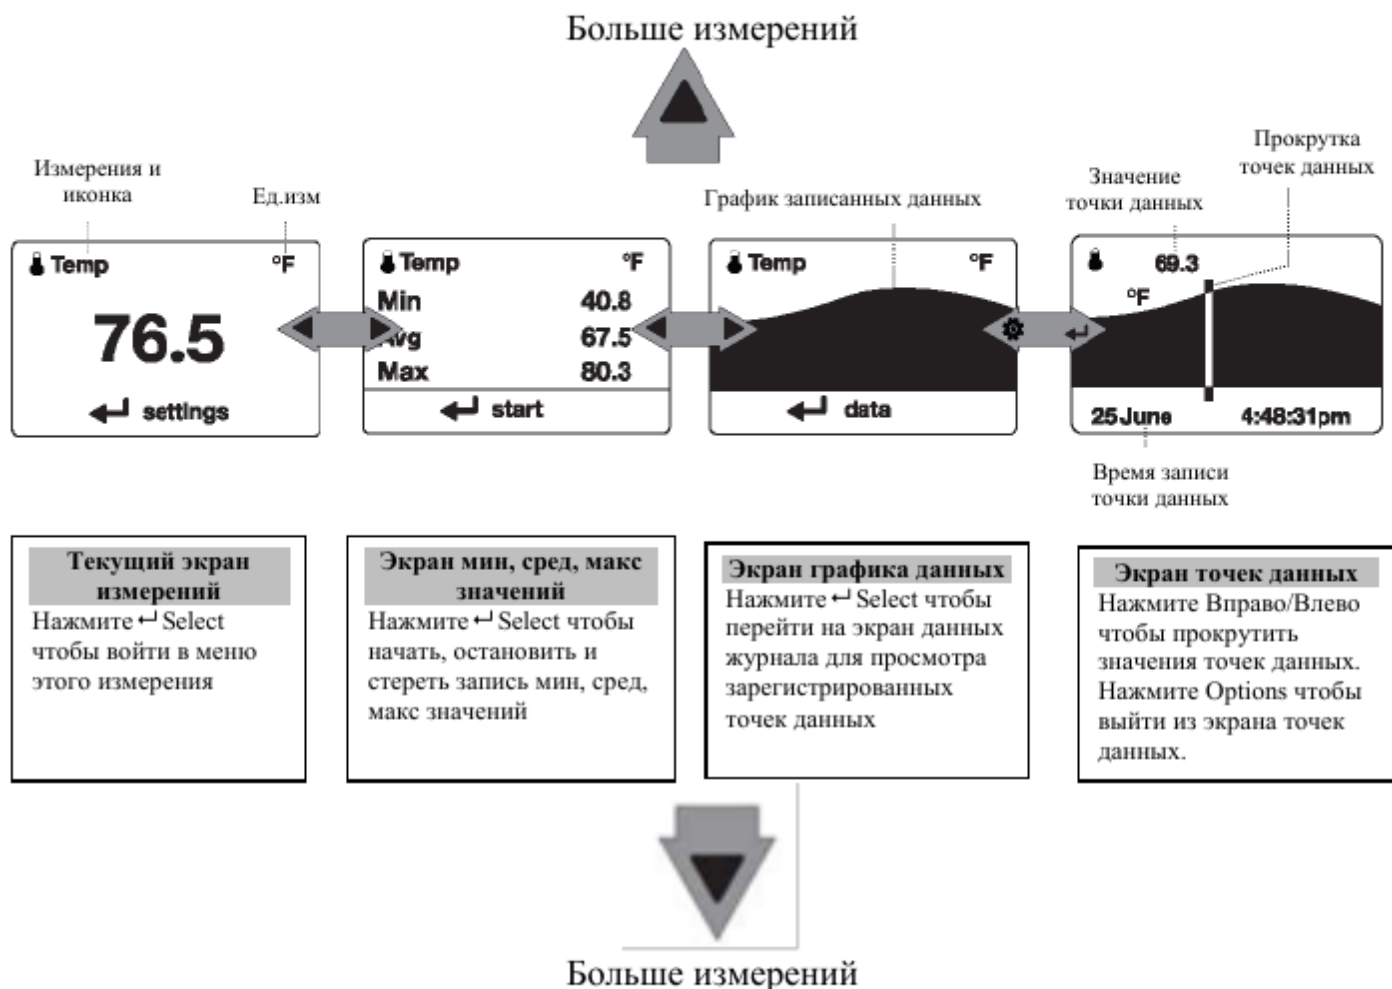 Больше измерений
Измерения и
иконка
Ед.изм
График записанных данных
Значение
точки данных
Прокрутка
точек данных
Temp °F
76.5
settings
Temp °F
Min 40.8
Avg 67.5
Max 80.3
start
Temp °F
data
69.3
°F
25 June 4:48:31pm
Время записи
точки данных
Текущий экран
измерений
Нажмите ↵ Select
чтобы войти в меню
этого измерения
Экран мин, сред, макс
значений
Нажмите ↵ Select чтобы
начать, остановить и
стереть запись мин, сред,
макс значений
Экран графика данных
Нажмите ↵ Select чтобы
перейти на экран данных
журнала для просмотра
зарегистрированных
точек данных
Экран точек данных
Нажмите Вправо/Влево
чтобы прокрутить
значения точек данных.
Нажмите Options чтобы
выйти из экрана точек
данных.
Больше измерений